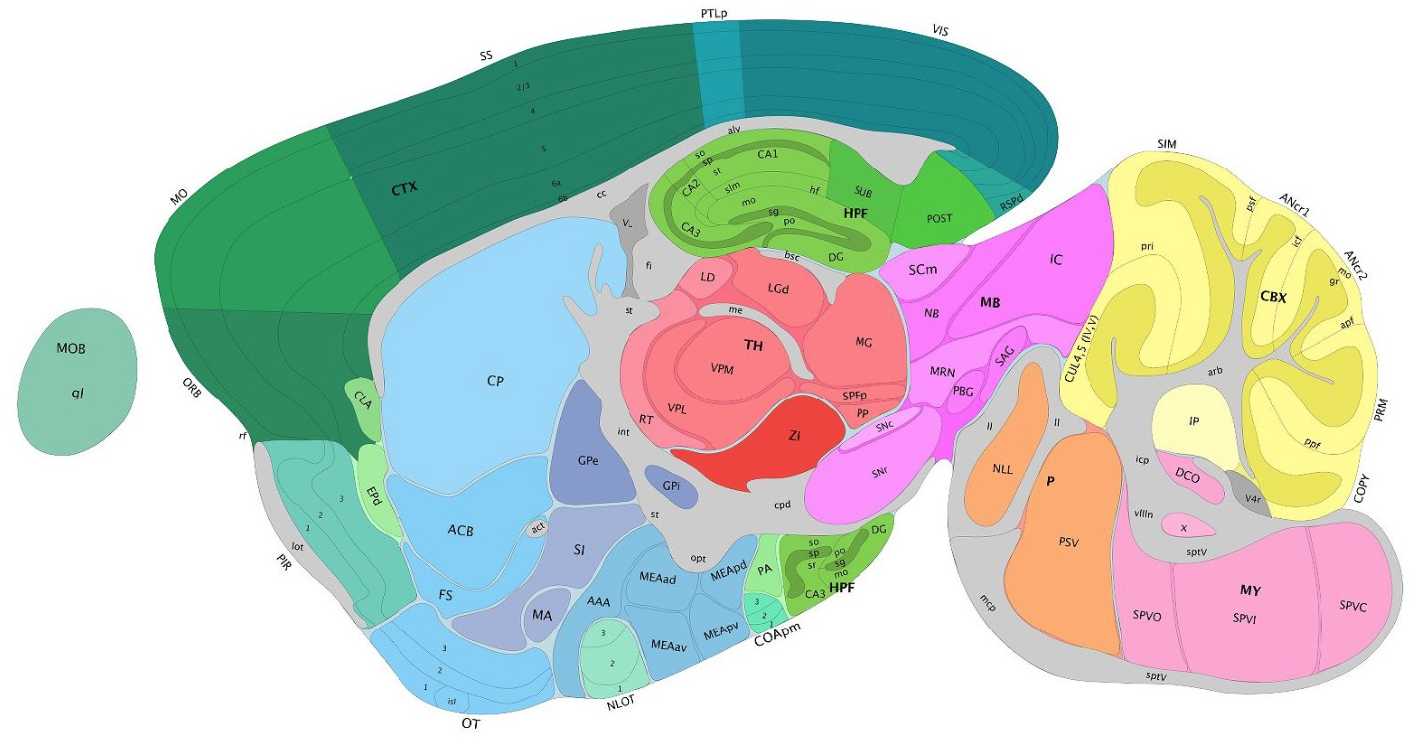 PTLp
VIS
SS
1
2/3
4
5
6a
6b
MO
CTX
cc
alv
so
sp
CA1
CA2
st
slm
hf
mo
sg
po
CA3
DG
SUB
HPF
POST
RSPd
SIM
ANcr1
psf
icf
ANcr2
mo
gr
pri
CBX
apf
CUL4, 5 (IV, V)
arb
PRM
ppf
IP
COPY
VL
fi
bsc
LD
LGd
SCm
IC
NB
MB
st
me
TH
MG
VPM
SAG
MRN
PBG
SPFp
PP
RT
VPL
SNc
ZI
SNr
int
GPe
GPi
cpd
st
MOB
gl
ORB
CP
CLA
rf
EPd
3
2
1
lot
PIR
ACB
act
SI
FS
MA
AAA
MEAad
MEApd
opt
PA
MEAav
MEApv
so
sp
sr
po
sg
mo
DG
CA3
HPF
3
2
1
COApm
3
2
1
NLOT
3
2
1
isl
OT
ll
ll
NLL
P
PSV
icp
DCO
V4r
vlIIn
x
sptV
mcp
MY
SPVO
SPVI
SPVC
sptV